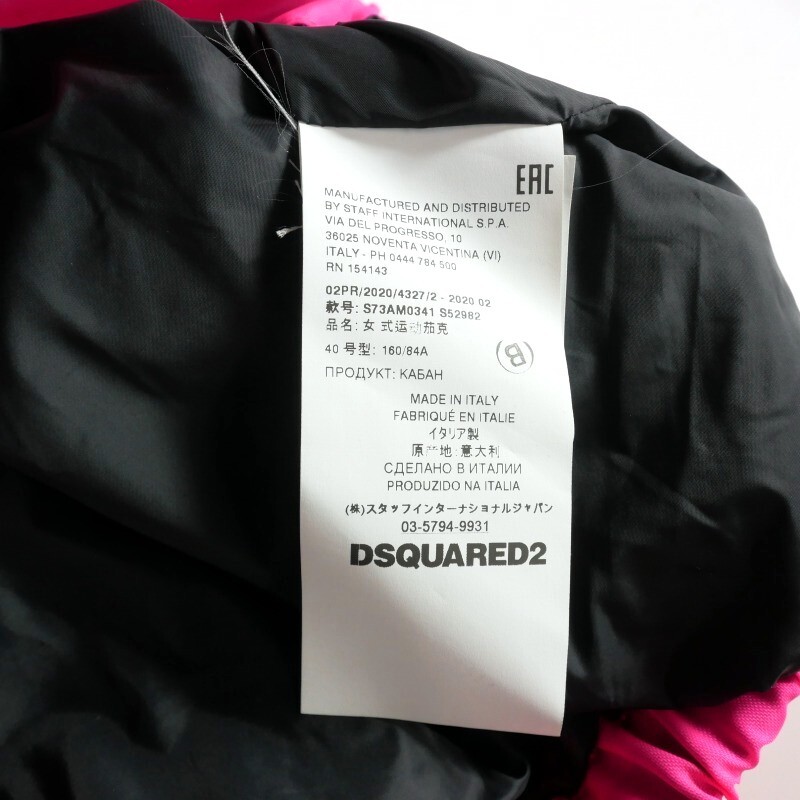 EAC
MANUFACTURED AND DISTRIBUTED
BY STAFF INTERNATIONAL S.P.A.
VIA DEL PROGRESSO, 10
36025 NOVENTA VICENTINA (VI)
ITALY - PH 0444 784 500
RN 154143
02PR/2020/4327/2 - 2020 02
款号: S73AM0341 S52982
品名: 女 式运动茄克
40 号型: 160/84A
(B)
ПРОДУКТ: КАБАН
MADE IN ITALY
FABRIQUÉ EN ITALIE
イタリア製
原产地:意大利
СДЕЛАНО В ИТАЛИИ
PRODUZIDO NA ITALIA
(株)スタッフインターナショナルジャパン
03-5794-9931
DSQUARED2